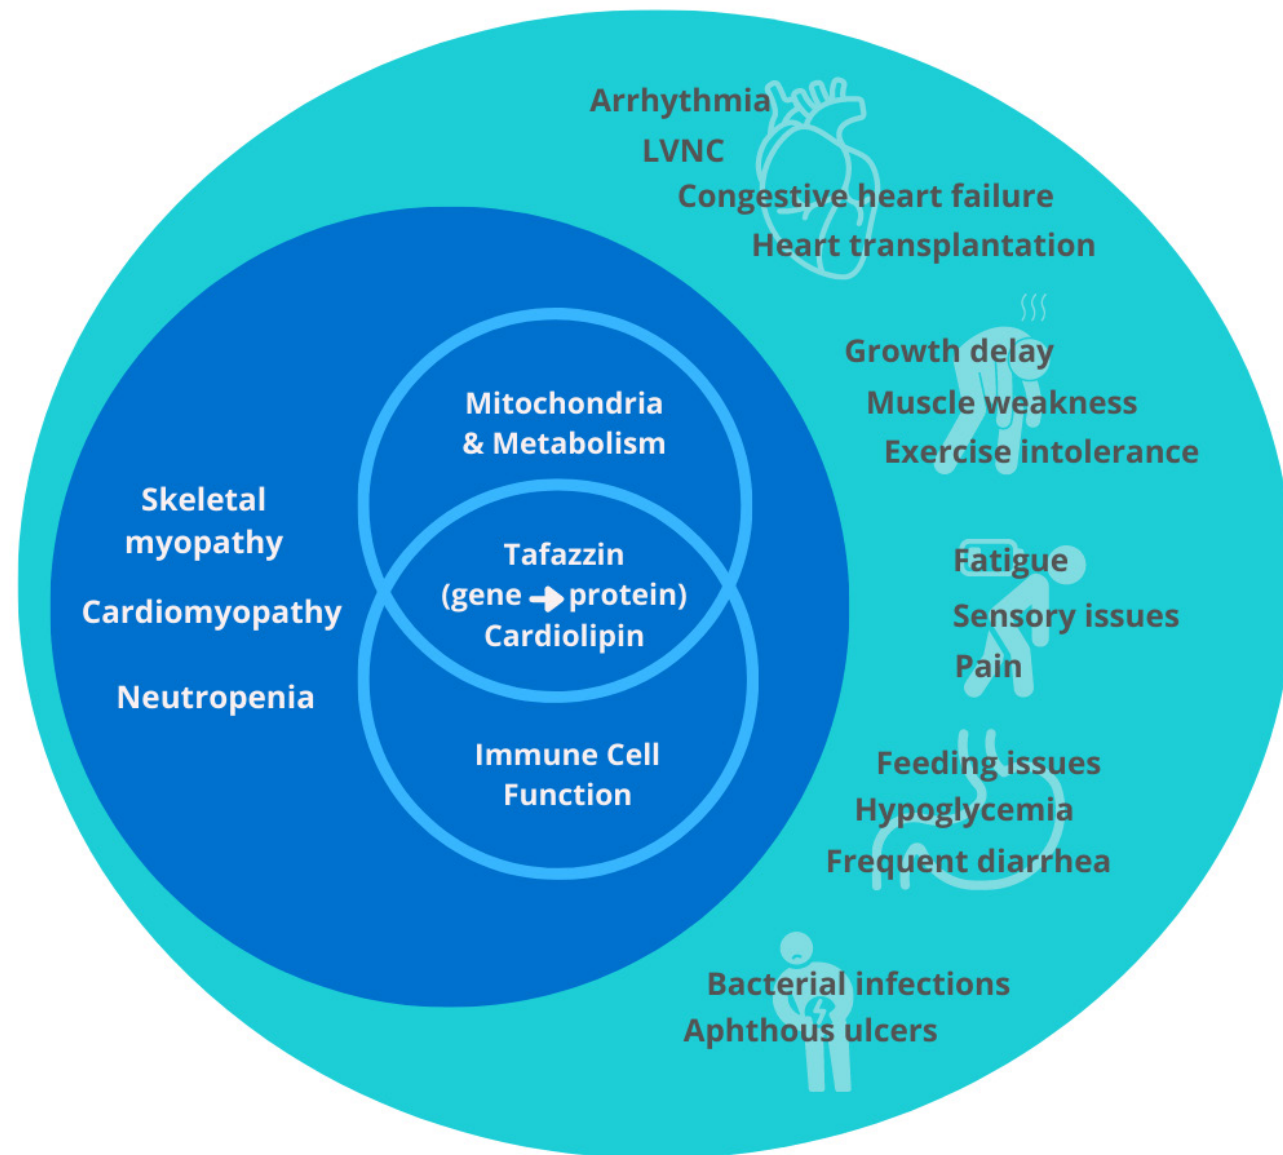 Arrhythmia
LVNC
Congestive heart failure
Heart transplantation
Growth delay
Muscle weakness
Exercise intolerance
Fatigue
Sensory issues
Pain
Feeding issues
Hypoglycemia
Frequent diarrhea
Bacterial infections
Aphthous ulcers
Skeletal
myopathy
Cardiomyopathy
Neutropenia
Mitochondria
& Metabolism
Tafazzin
(gene → protein)
Cardiolipin
Immune Cell
Function